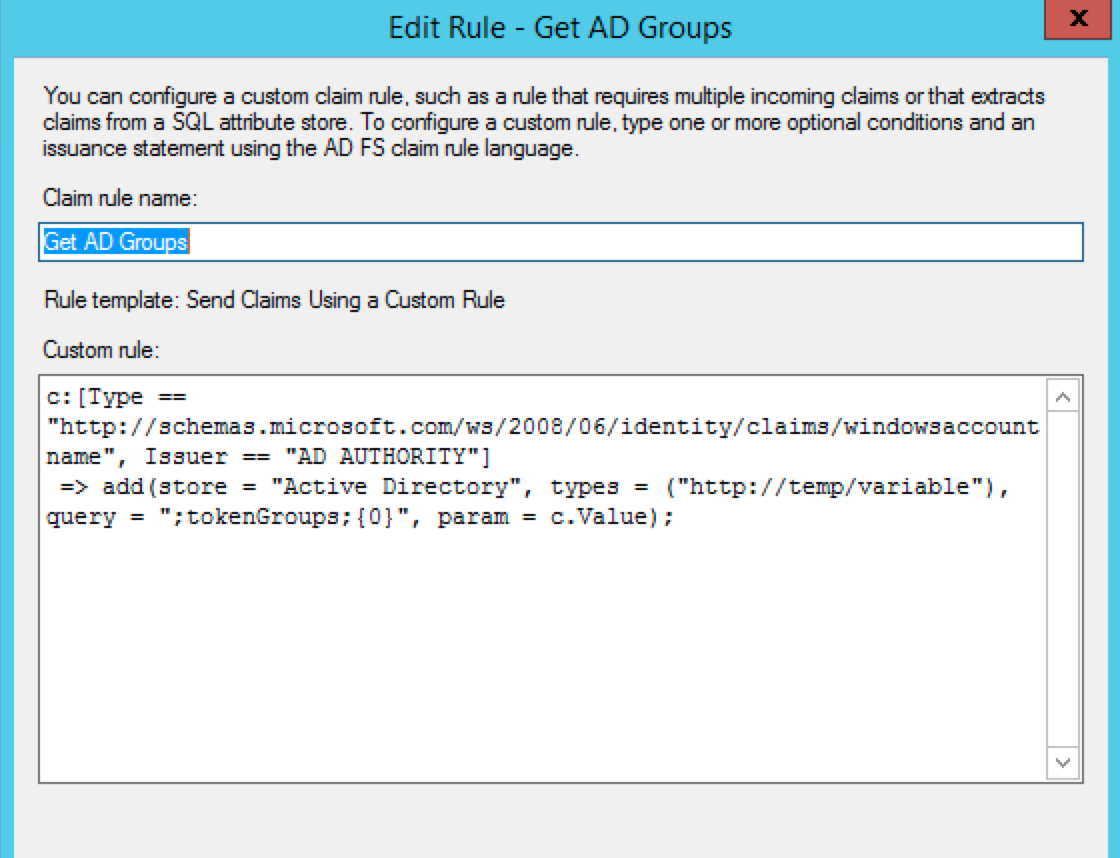 Edit Rule - Get AD Groups
x
You can configure a custom claim rule, such as a rule that requires multiple incoming claims or that extracts
claims from a SQL attribute store. To configure a custom rule, type one or more optional conditions and an
issuance statement using the AD FS claim rule language.
Claim rule name:
Get AD Groups
Rule template: Send Claims Using a Custom Rule
Custom rule:
c:[Type ==
"http://schemas.microsoft.com/ws/2008/06/identity/claims/windowsaccount
name", Issuer == "AD AUTHORITY"]
=> add(store = "Active Directory", types = ("http://temp/variable"),
query = ";tokenGroups;{0}", param = c.Value);